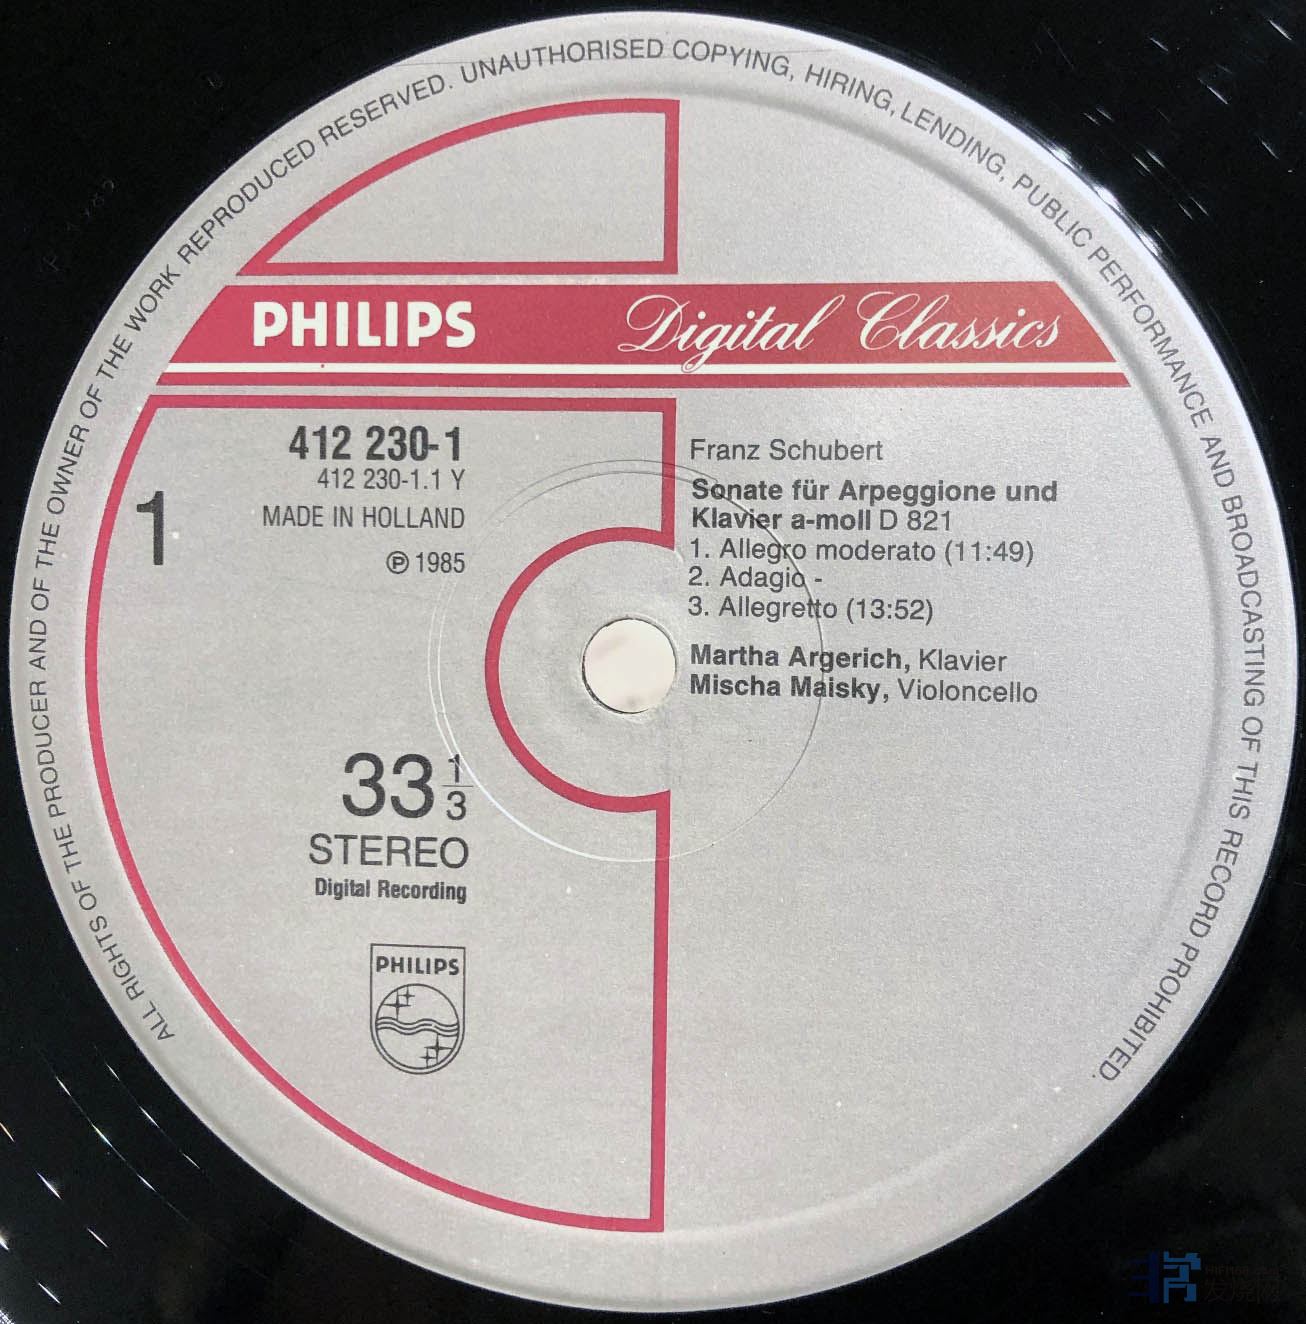 ALL RIGHTS OF THE PRODUCER AND OF THE OWNER OF THE WORK REPRODUCED RESERVED. UNAUTHORISED COPYING, HIRING, LENDING, PUBLIC PERFORMANCE AND BROADCASTING OF THIS RECORD PROHIBITED.
PHILIPS Digital Classics
412 230-1
412 230-1.1 Y
MADE IN HOLLAND
℗ 1985
1
Franz Schubert
Sonate für Arpeggione und
Klavier a-moll D 821
1. Allegro moderato (11:49)
2. Adagio -
3. Allegretto (13:52)
Martha Argerich, Klavier
Mischa Maisky, Violoncello
33 1/3
STEREO
Digital Recording
PHILIPS
发烧网